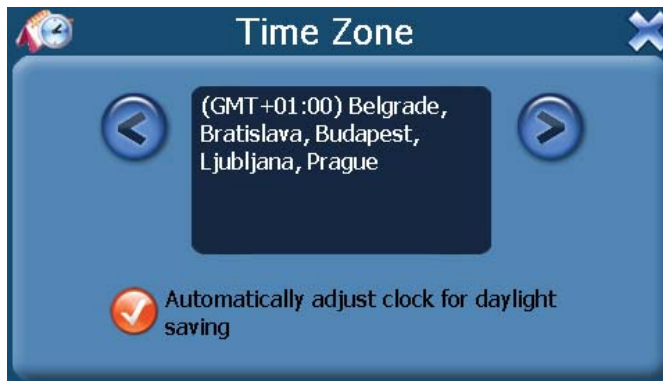 Time Zone
(GMT+01:00) Belgrade,
Bratislava, Budapest,
Ljubljana, Prague
Automatically adjust clock for daylight
saving